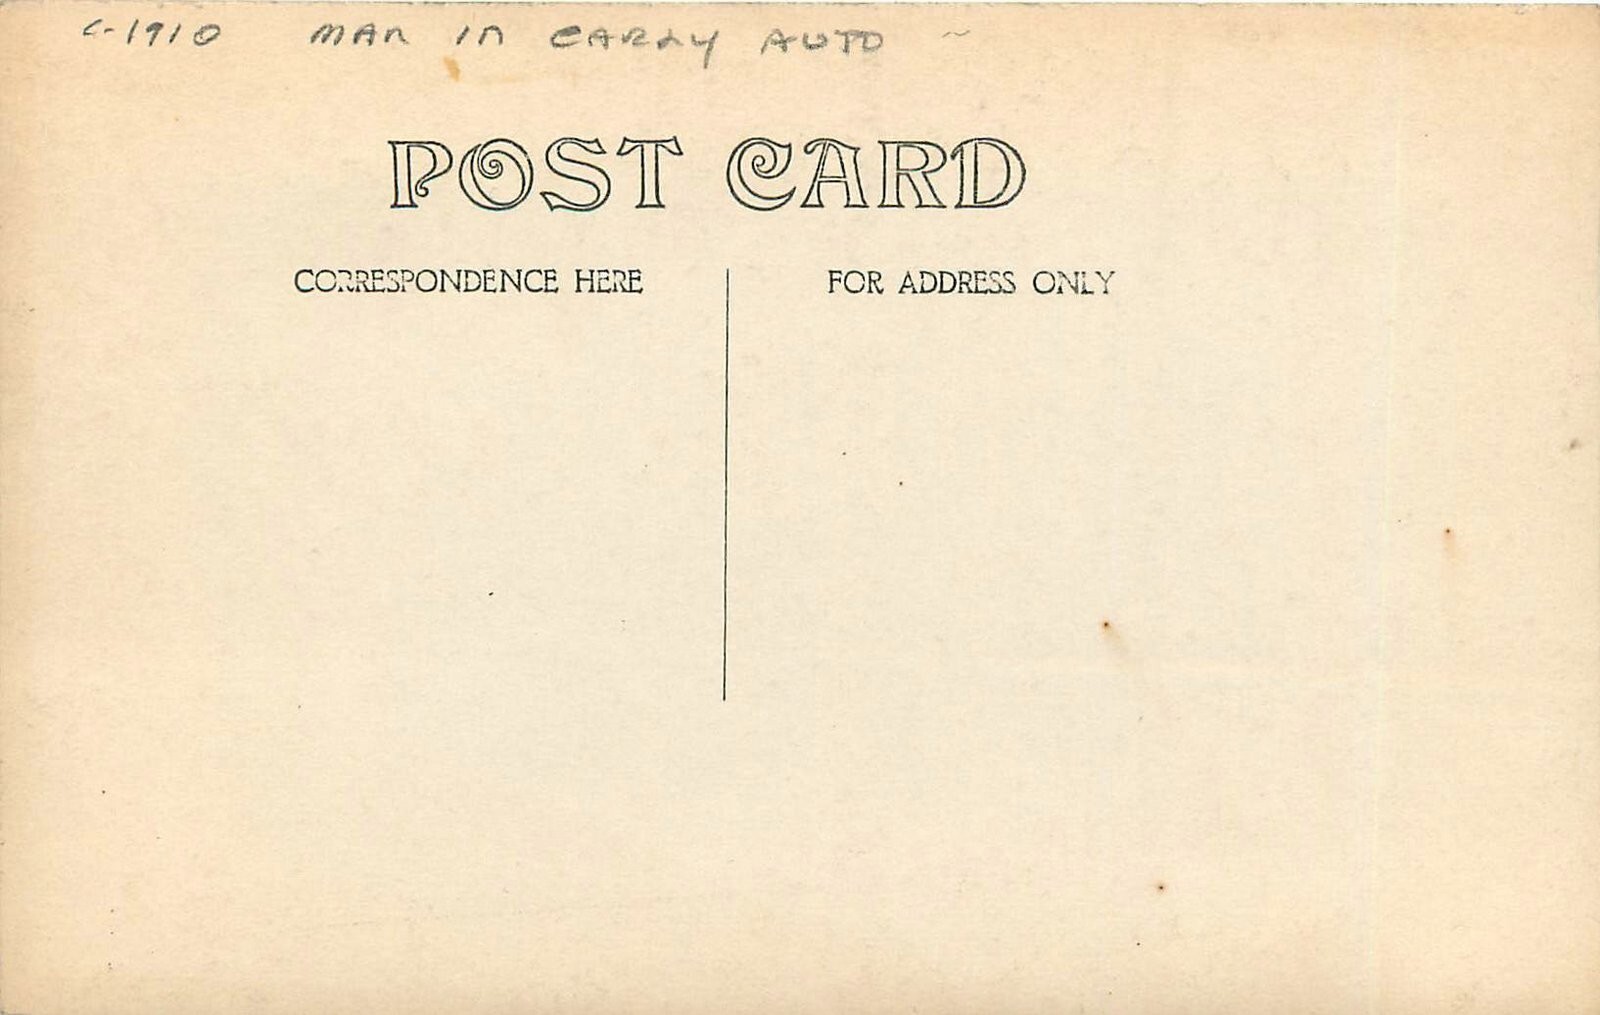 C-1910 MAN IN EARLY AUTO ~
POST CARD
CORRESPONDENCE HERE
FOR ADDRESS ONLY